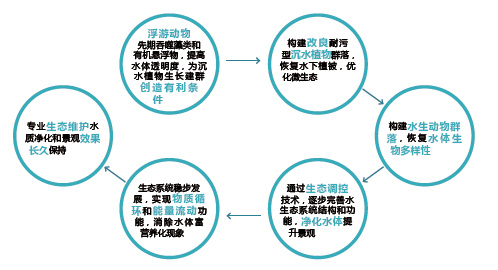 浮游动物
先期吞噬藻类和
有机悬浮物，提高
水体透明度，为沉
水植物生长建群
创造有利条
件
构建改良耐污
型沉水植物群落，
恢复水下植被，优
化微生态
构建水生动物群
落，恢复水体生
物多样性
通过生态调控
技术，逐步完善水
生态系统结构和功
能，净化水体提
升景观
生态系统稳步发
展，实现物质循
环和能量流动功
能，消除水体富
营养化现象
专业生态维护水
质净化和景观效果
长久保持